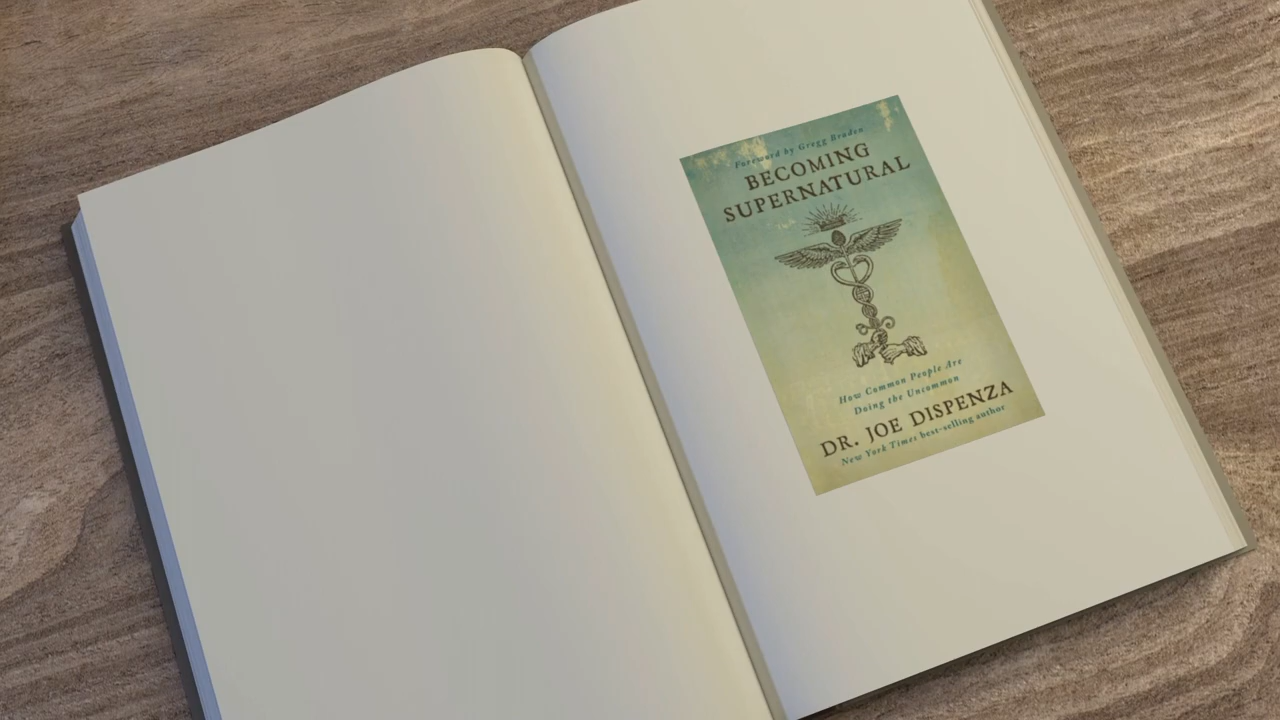 Foreword by Gregg Braden
BECOMING
SUPERNATURAL
How Common People Are
Doing the Uncommon
DR. JOE DISPENZA
New York Times best-selling author